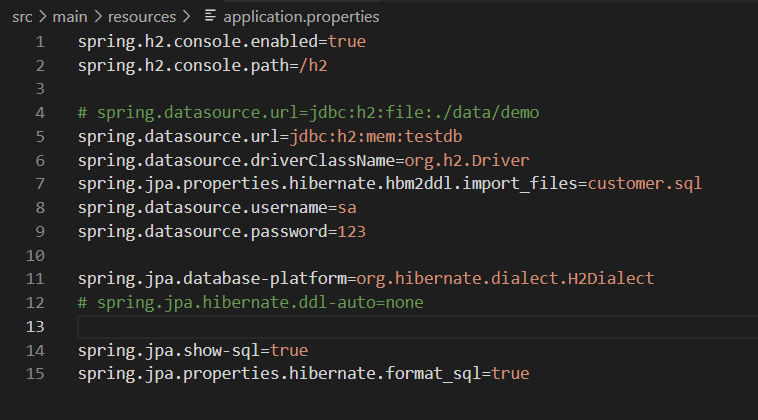 src > main > resources > application.properties
1 spring.h2.console.enabled=true
2 spring.h2.console.path=/h2
3
4 # spring.datasource.url=jdbc:h2:file:./data/demo
5 spring.datasource.url=jdbc:h2:mem:testdb
6 spring.datasource.driverClassName=org.h2.Driver
7 spring.jpa.properties.hibernate.hbm2ddl.import_files=customer.sql
8 spring.datasource.username=sa
9 spring.datasource.password=123
10
11 spring.jpa.database-platform=org.hibernate.dialect.H2Dialect
12 # spring.jpa.hibernate.ddl-auto=none
13
14 spring.jpa.show-sql=true
15 spring.jpa.properties.hibernate.format_sql=true